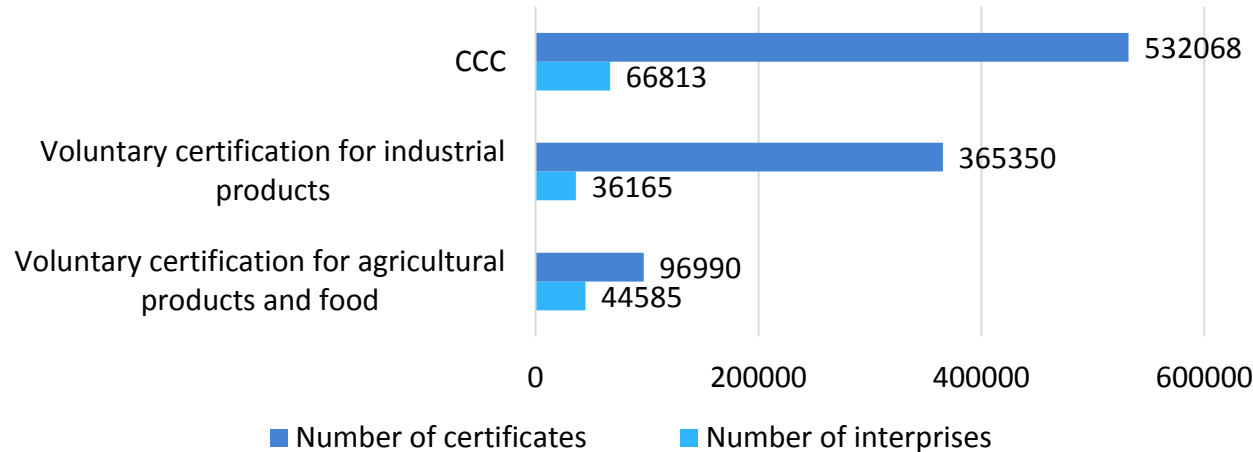 CCC
532068
66813
Voluntary certification for industrial
products
365350
36165
Voluntary certification for agricultural
products and food
96990
44585
0 200000 400000 600000
Number of certificates Number of interprises